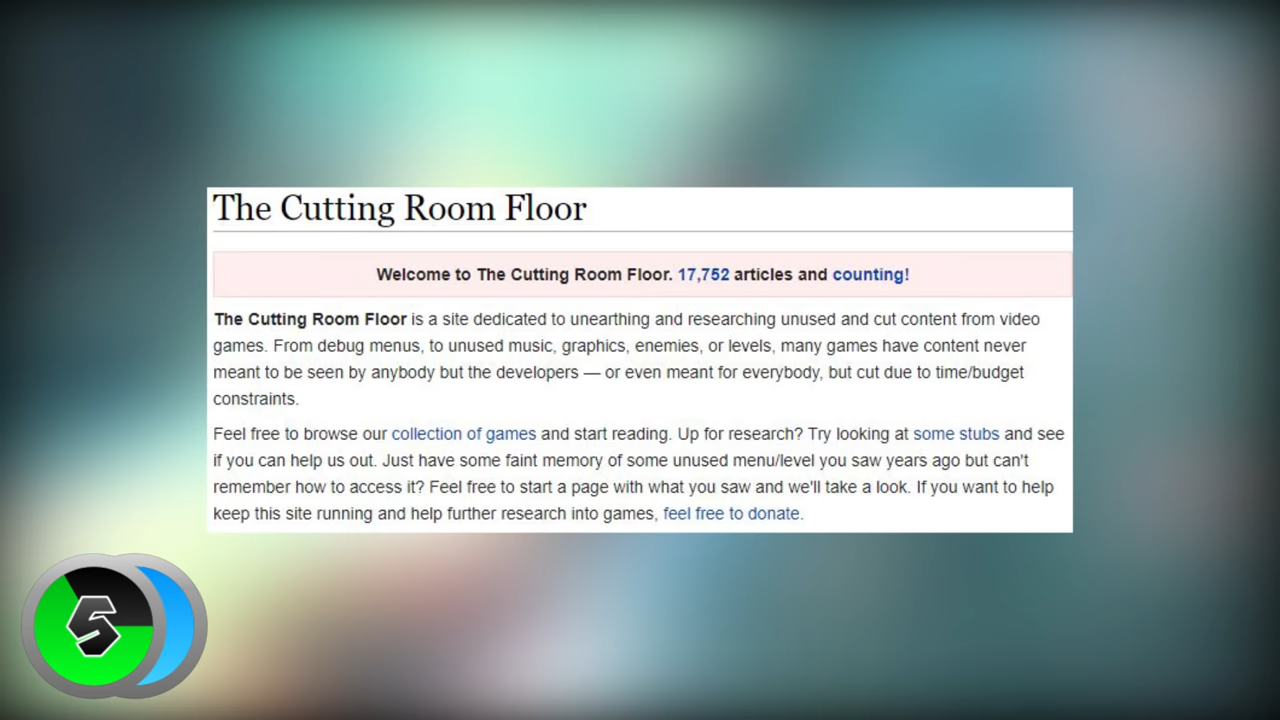 The Cutting Room Floor
Welcome to The Cutting Room Floor. 17,752 articles and counting!
The Cutting Room Floor is a site dedicated to unearthing and researching unused and cut content from video
games. From debug menus, to unused music, graphics, enemies, or levels, many games have content never
meant to be seen by anybody but the developers — or even meant for everybody, but cut due to time/budget
constraints.
Feel free to browse our collection of games and start reading. Up for research? Try looking at some stubs and see
if you can help us out. Just have some faint memory of some unused menu/level you saw years ago but can't
remember how to access it? Feel free to start a page with what you saw and we'll take a look. If you want to help
keep this site running and help further research into games, feel free to donate.
5